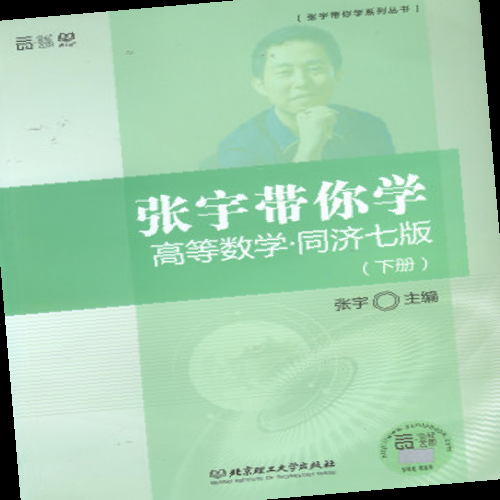 ［张宇带你学系列丛书］
张宇带你学
高等数学·同济七版
（下册）
张宇 主编
北京理工大学出版社